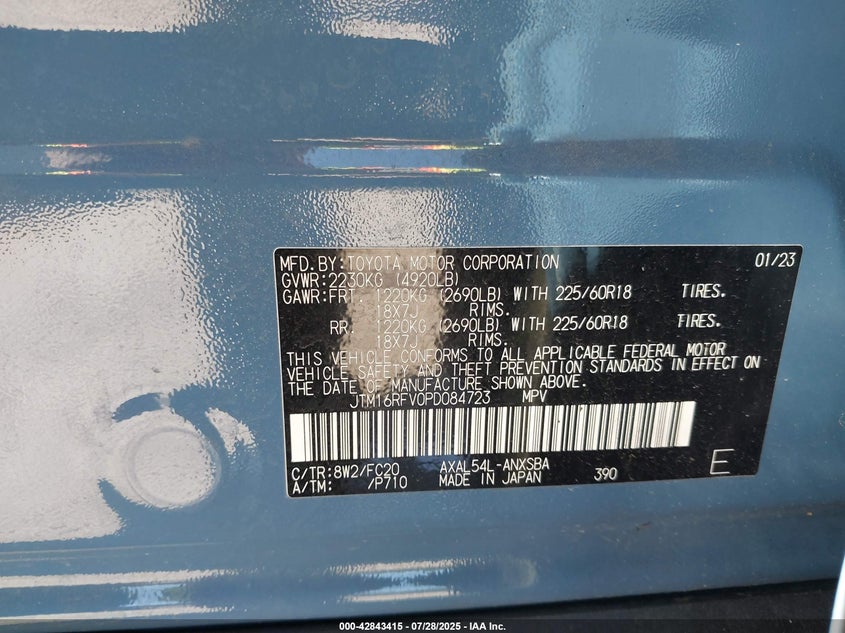 MFD. BY: TOYOTA MOTOR CORPORATION 01/23
GVWR: 2230KG (4920LB)
GAWR: FRT. 1220KG (2690LB) WITH 225/60R18 TIRES.
18X7J RIMS.
RR. 1220KG (2690LB) WITH 225/60R18 TIRES.
18X7J RIMS.
THIS VEHICLE CONFORMS TO ALL APPLICABLE FEDERAL MOTOR
VEHICLE SAFETY AND THEFT PREVENTION STANDARDS IN EFFECT ON
THE DATE OF MANUFACTURE SHOWN ABOVE.
JTM16RFV0PD084723 MPV
C/TR: 8W2/FC20 AXAL54L-ANXSBA 390 E
A/TM: /P710 MADE IN JAPAN
000-42843415 - 07/28/2025 - IAA Inc.